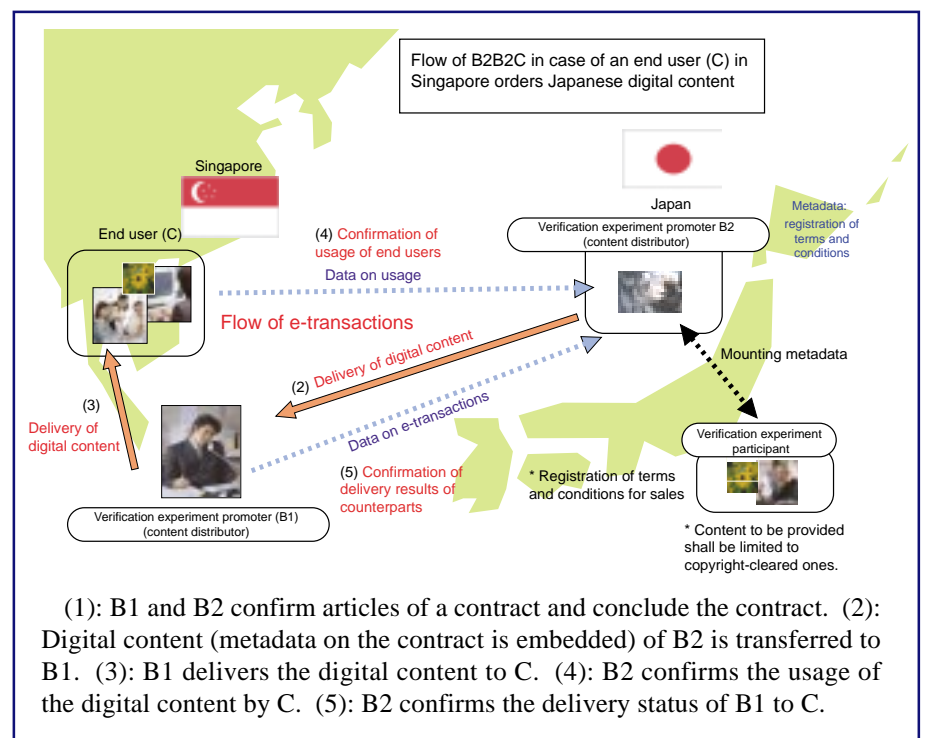 Flow of B2B2C in case of an end user (C) in
Singapore orders Japanese digital content
Singapore
Japan
End user (C)
Verification experiment promoter B2
(content distributor)
Metadata:
registration of
terms and
conditions
(4) Confirmation of
usage of end users
Data on usage
Flow of e-transactions
(2) Delivery of digital content
Mounting metadata
(3)
Delivery of
digital content
Data on e-transactions
(5) Confirmation of
delivery results of
counterparts
Verification experiment
participant
* Registration of terms
and conditions for sales
Verification experiment promoter (B1)
(content distributor)
* Content to be provided
shall be limited to
copyright-cleared ones.
(1): B1 and B2 confirm articles of a contract and conclude the contract. (2):
Digital content (metadata on the contract is embedded) of B2 is transferred to
B1. (3): B1 delivers the digital content to C. (4): B2 confirms the usage of
the digital content by C. (5): B2 confirms the delivery status of B1 to C.